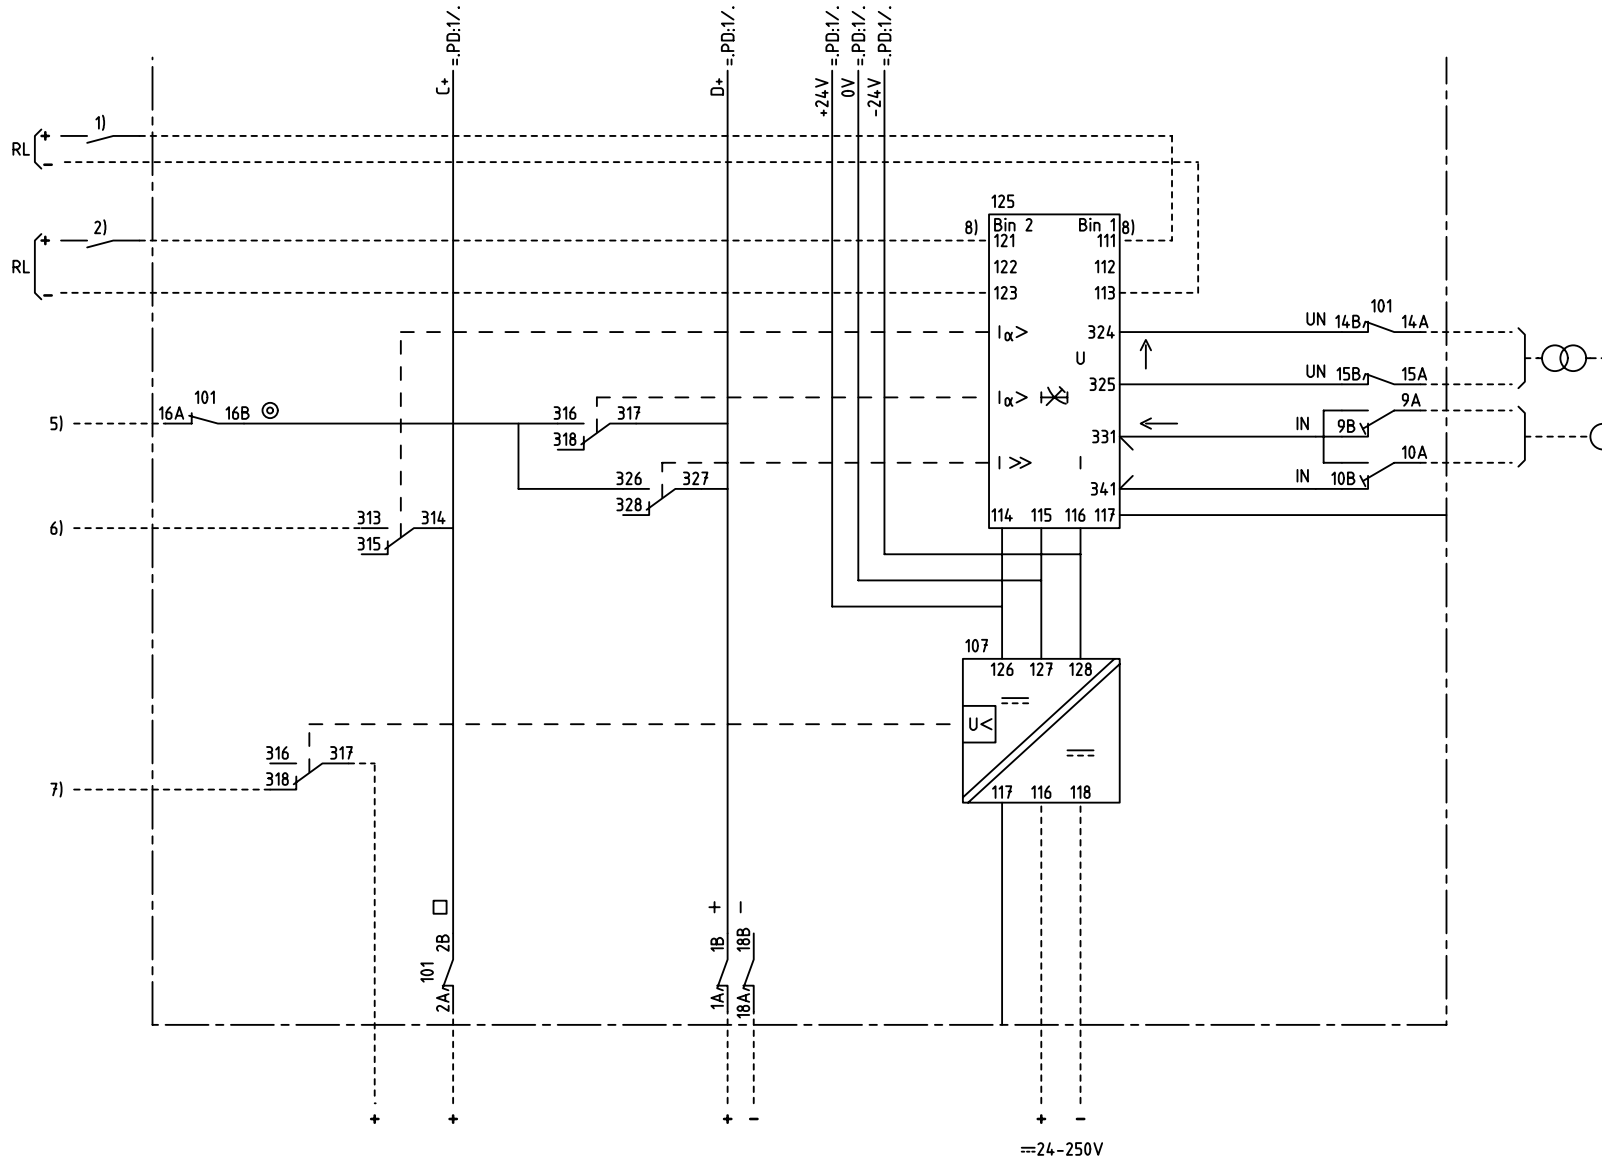 =.PD:1/.
=.PD:1/.
=.PD:1/.
=.PD:1/.
=.PD:1/.
C+
D+
+24V
0V
-24V
1)
+
RL
-
2)
+
RL
-
125
8) Bin 2 Bin 1 8)
121 111
122 112
123 113
Iα> 324 UN 14B 101 14A
U
325 UN 15B 15A
Iα>
9A
331 IN 9B
I >> I
10A
341 IN 10B
114 115 116 117
5) 16A 101 16B 316 317
318
326 327
328
6) 313 314
315
107
126 127 128
U<
316 317
7) 318
117 116 118
+ -
2B 1B 18B
101
2A 1A 18A
+ + + - + -
24-250V